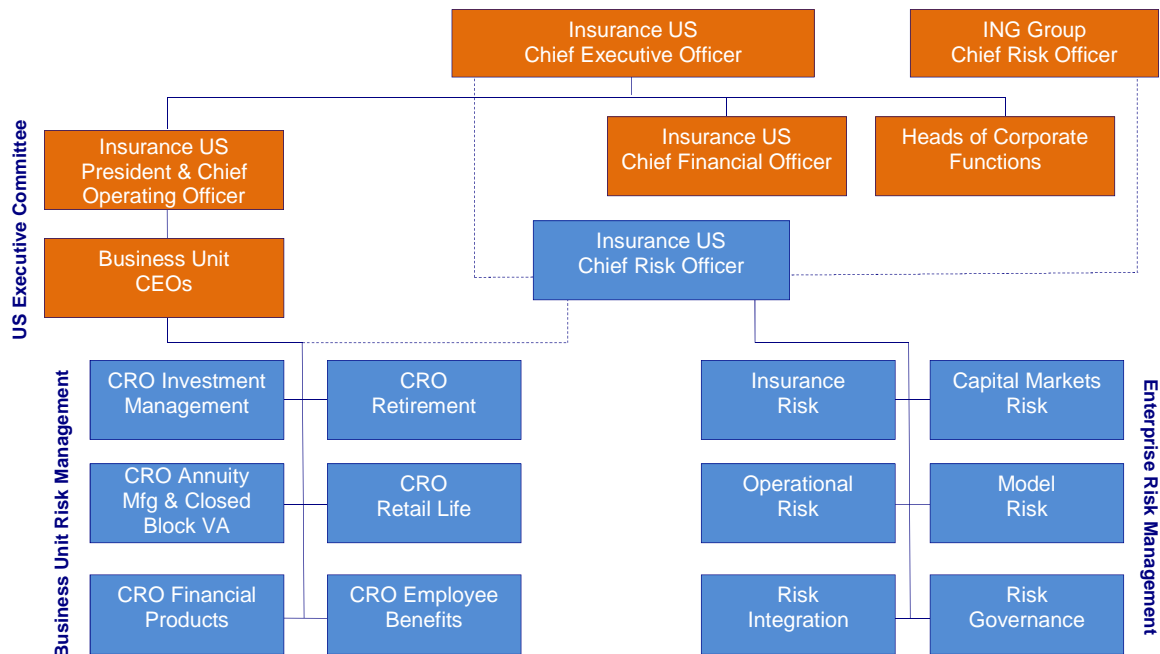 Insurance US
Chief Executive Officer
ING Group
Chief Risk Officer
US Executive Committee
Insurance US
President & Chief
Operating Officer
Insurance US
Chief Financial Officer
Heads of Corporate
Functions
Business Unit
CEOs
Insurance US
Chief Risk Officer
Business Unit Risk Management
CRO Investment
Management
CRO
Retirement
Insurance
Risk
Capital Markets
Risk
Enterprise Risk Management
CRO Annuity
Mfg & Closed
Block VA
CRO
Retail Life
Operational
Risk
Model
Risk
CRO Financial
Products
CRO Employee
Benefits
Risk
Integration
Risk
Governance